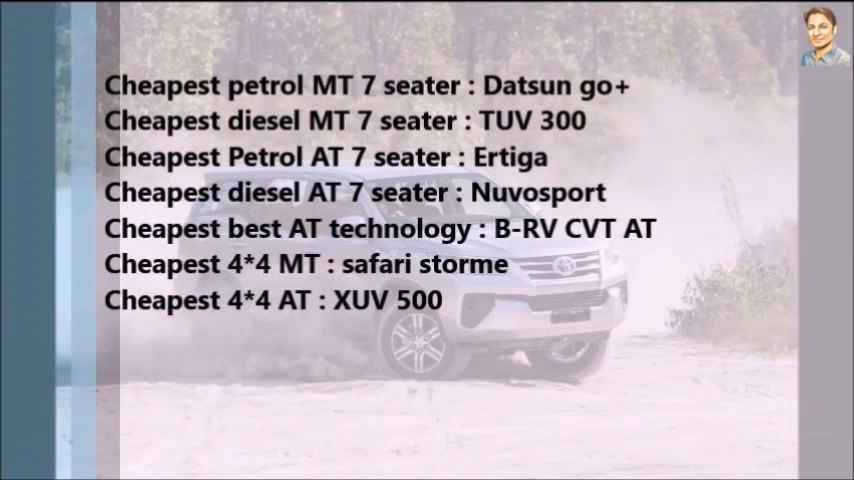 Cheapest petrol MT 7 seater : Datsun go+
Cheapest diesel MT 7 seater : TUV 300
Cheapest Petrol AT 7 seater : Ertiga
Cheapest diesel AT 7 seater : Nuvosport
Cheapest best AT technology : B-RV CVT AT
Cheapest 4*4 MT : safari storme
Cheapest 4*4 AT : XUV 500